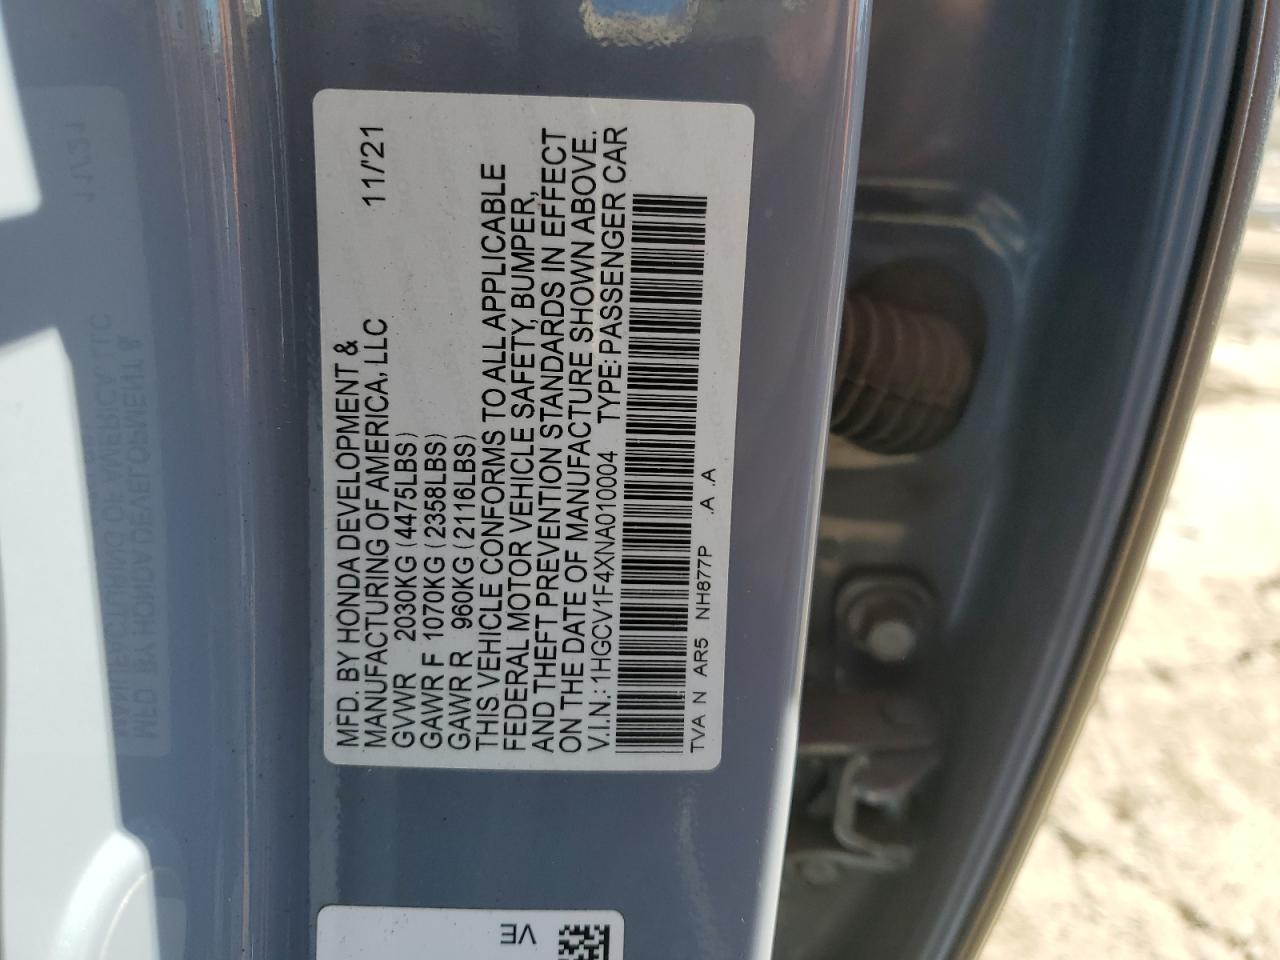 MFD. BY HONDA DEVELOPMENT &
MANUFACTURING OF AMERICA, LLC 11/'21
GVWR 2030KG (4475LBS)
GAWR F 1070KG (2358LBS)
GAWR R 960KG (2116LBS)
THIS VEHICLE CONFORMS TO ALL APPLICABLE
FEDERAL MOTOR VEHICLE SAFETY, BUMPER,
AND THEFT PREVENTION STANDARDS IN EFFECT
ON THE DATE OF MANUFACTURE SHOWN ABOVE.
V.I.N.: 1HGCV1F4XNA010004 TYPE: PASSENGER CAR
TVA N AR5 NH877P .A .A
VE